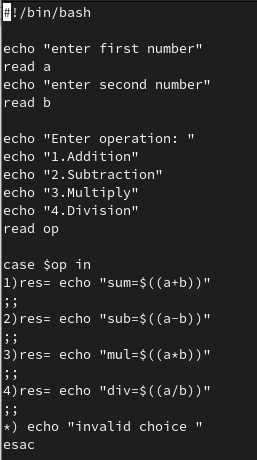 #!/bin/bash
echo "enter first number"
read a
echo "enter second number"
read b
echo "Enter operation: "
echo "1.Addition"
echo "2.Subtraction"
echo "3.Multiply"
echo "4.Division"
read op
case $op in
1)res= echo "sum=$((a+b))"
;;
2)res= echo "sub=$((a-b))"
;;
3)res= echo "mul=$((a*b))"
;;
4)res= echo "div=$((a/b))"
;;
*) echo "invalid choice "
esac